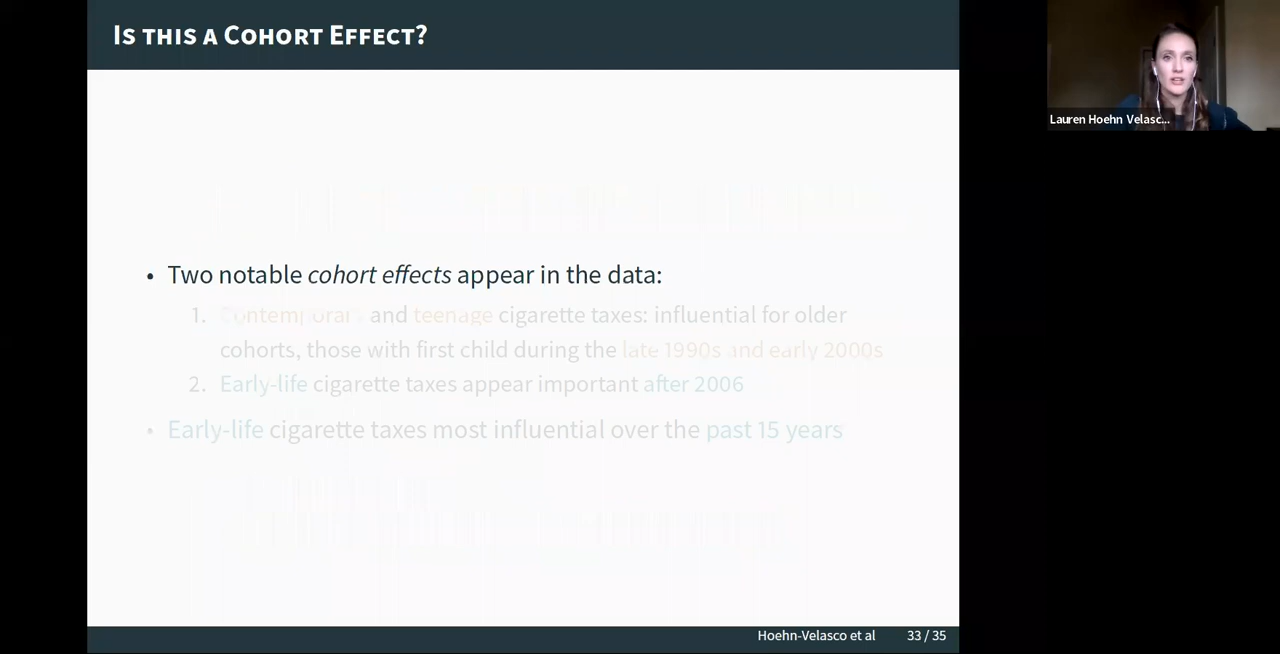 Is this a Cohort Effect?
Lauren Hoehn Velasc...
• Two notable cohort effects appear in the data:
1. Contemporary and teenage cigarette taxes: influential for older
cohorts, those with first child during the late 1990s and early 2000s
2. Early-life cigarette taxes appear important after 2006
• Early-life cigarette taxes most influential over the past 15 years
Hoehn-Velasco et al 33 / 35